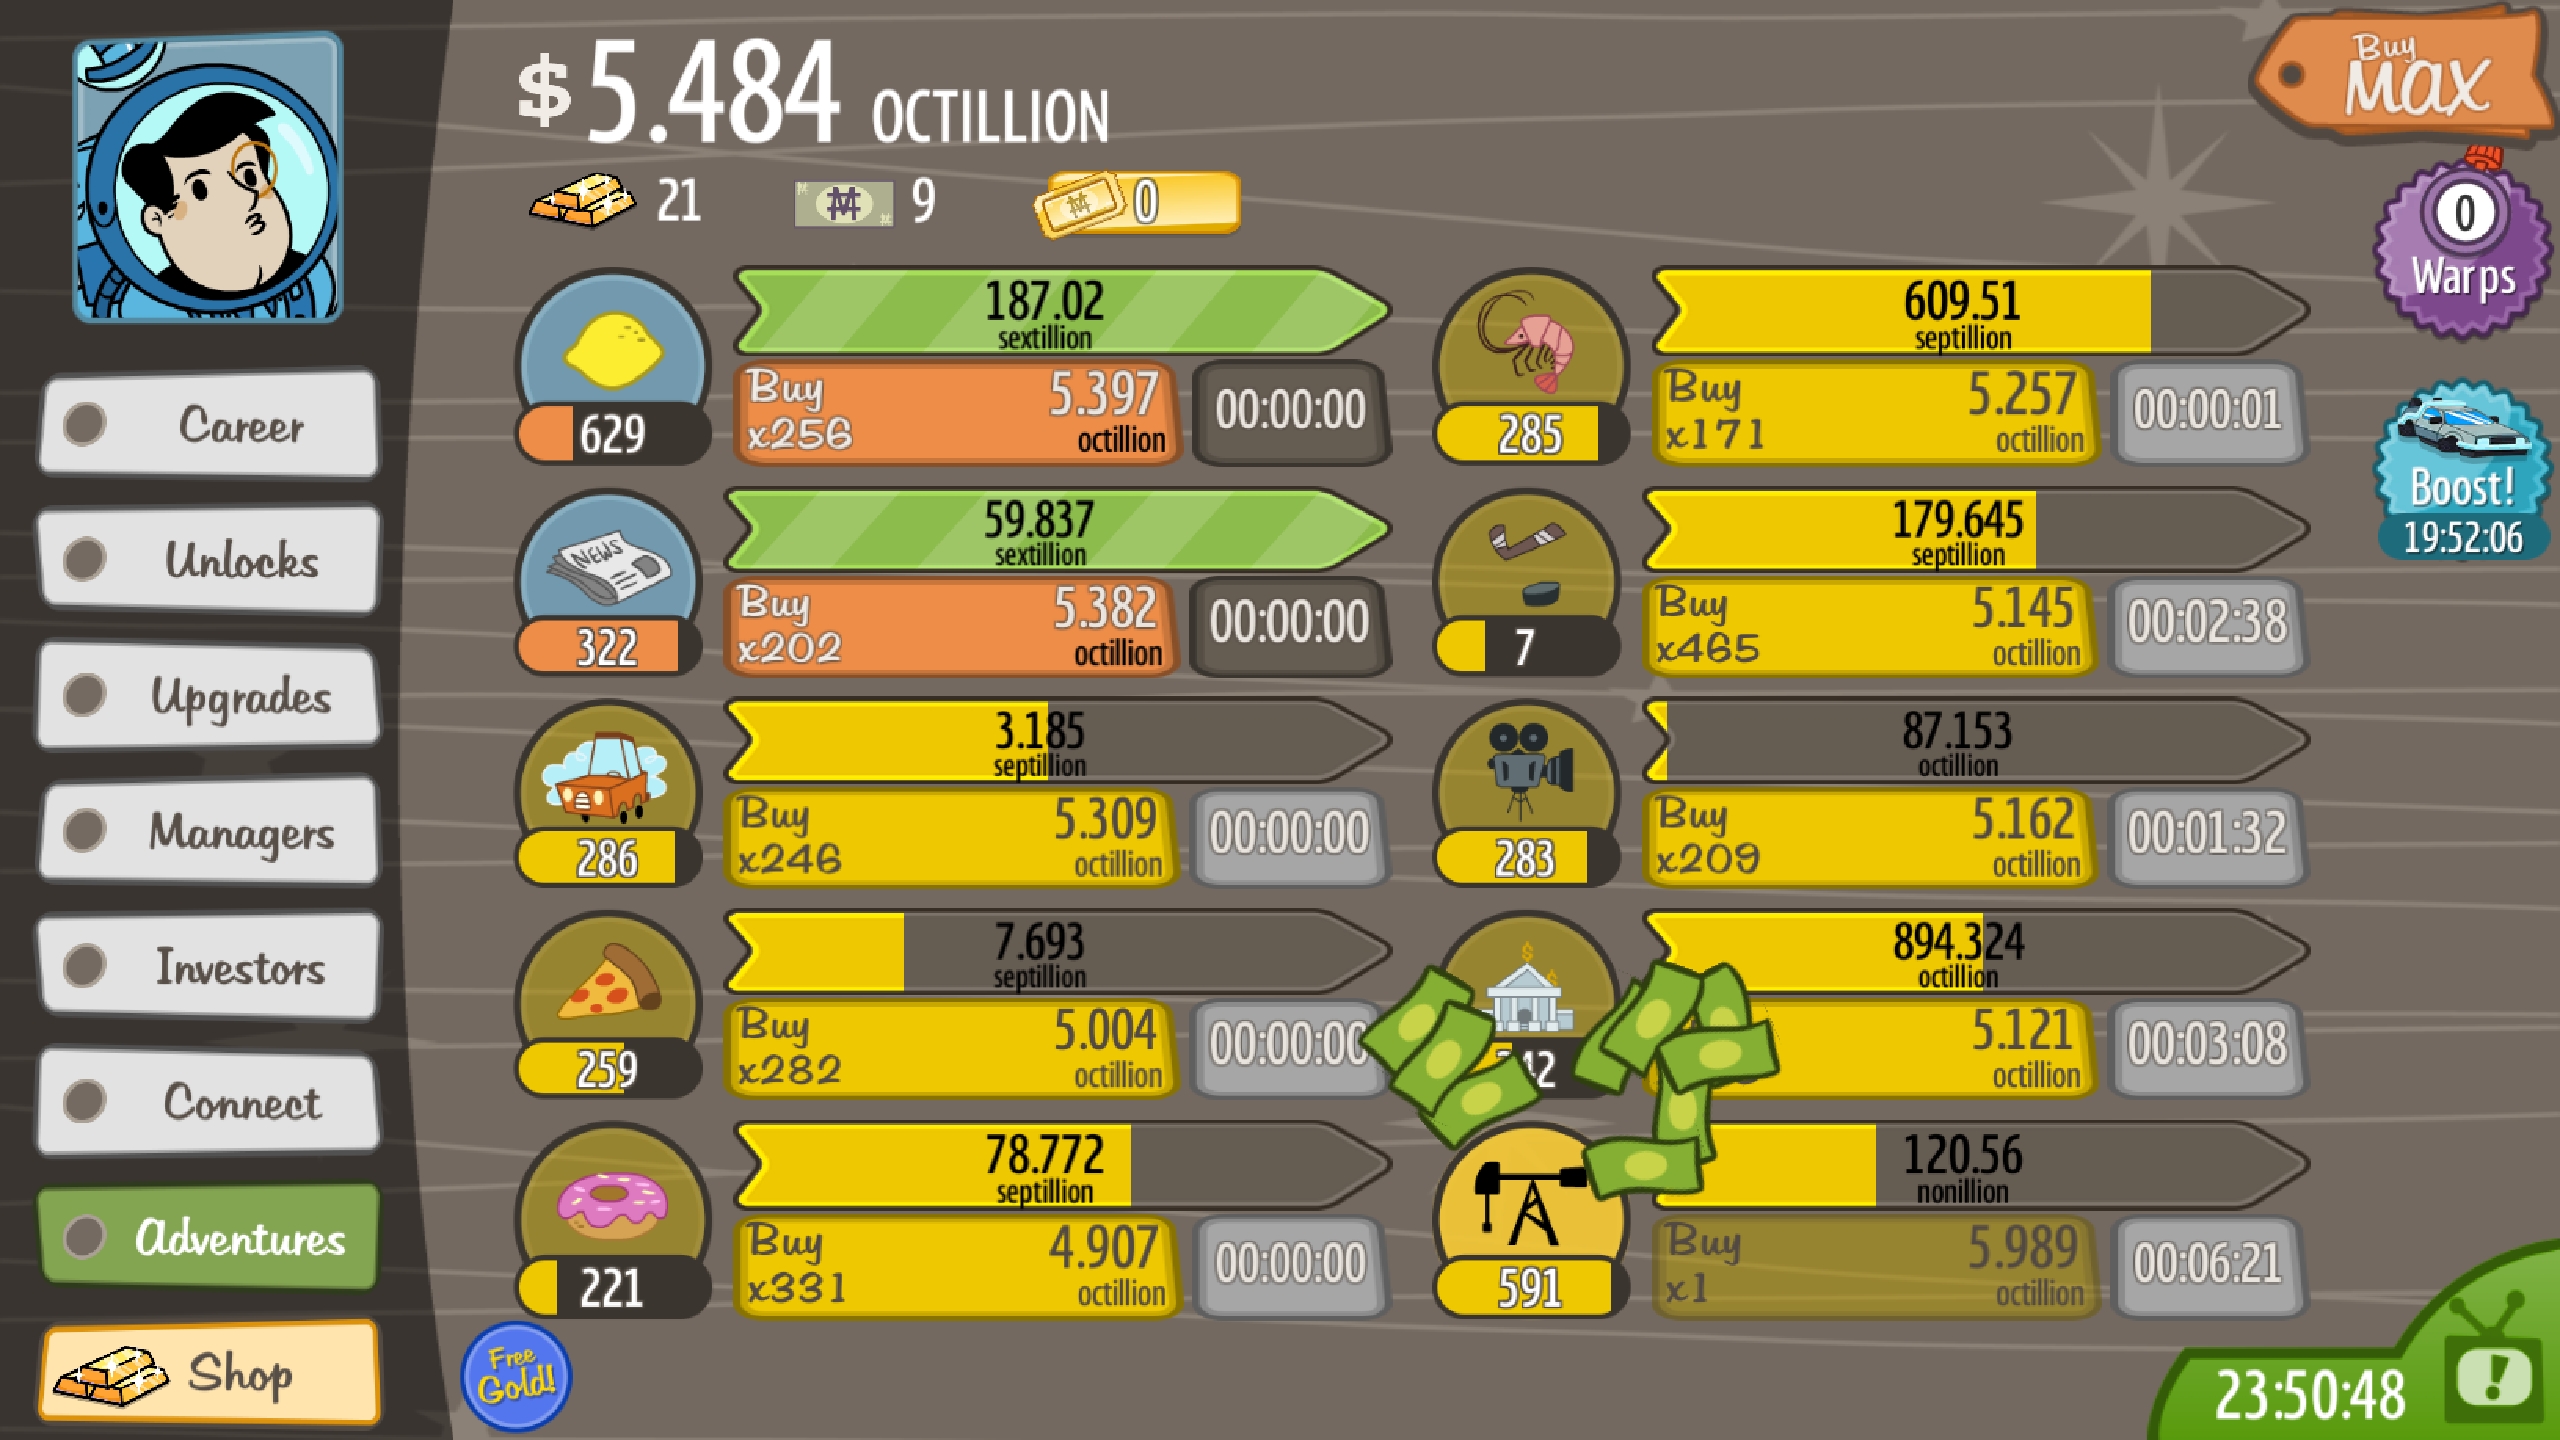 $5.484 OCTILLION
21
9
0
Buy
MAX
0
Warps
Boost!
19:52:06
Career
Unlocks
Upgrades
Managers
Investors
Connect
Adventures
Shop
187.02
sextillion
629
Buy
x256
5.397
octillion
00:00:00
609.51
septillion
285
Buy
x171
5.257
octillion
00:00:01
NEWS
59.837
sextillion
322
Buy
x202
5.382
octillion
00:00:00
179.645
septillion
7
Buy
x465
5.145
octillion
00:02:38
3.185
septillion
286
Buy
x246
5.309
octillion
00:00:00
87.153
octillion
283
Buy
x209
5.162
octillion
00:01:32
7.693
septillion
259
Buy
x282
5.004
octillion
00:00:00
894.324
octillion
5.121
octillion
00:03:08
78.772
septillion
221
Buy
x331
4.907
octillion
00:00:00
120.56
nonillion
591
Buy
x1
5.989
octillion
00:06:21
Free
Gold!
23:50:48